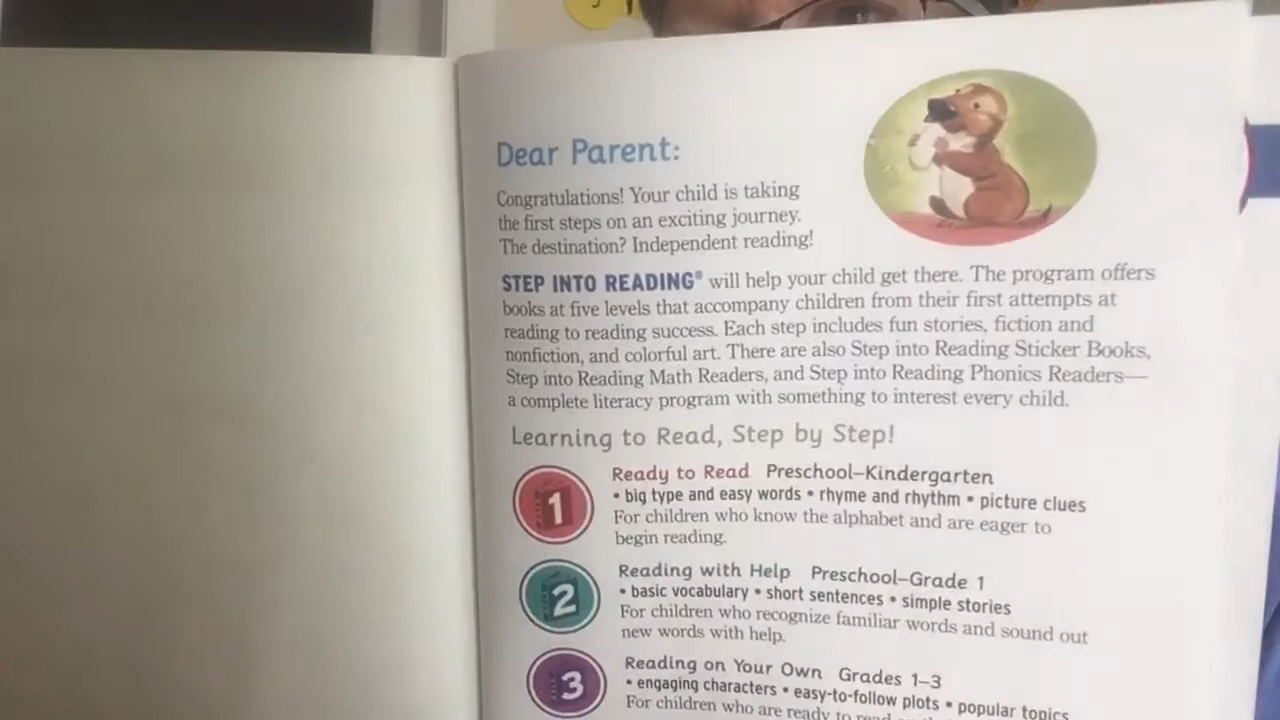 Dear Parent:
Congratulations! Your child is taking
the first steps on an exciting journey.
The destination? Independent reading!
STEP INTO READING® will help your child get there. The program offers
books at five levels that accompany children from their first attempts at
reading to reading success. Each step includes fun stories, fiction and
nonfiction, and colorful art. There are also Step into Reading Sticker Books,
Step into Reading Math Readers, and Step into Reading Phonics Readers—
a complete literacy program with something to interest every child.
Learning to Read, Step by Step!
1
Ready to Read Preschool–Kindergarten
• big type and easy words • rhyme and rhythm • picture clues
For children who know the alphabet and are eager to
begin reading.
2
Reading with Help Preschool–Grade 1
• basic vocabulary • short sentences • simple stories
For children who recognize familiar words and sound out
new words with help.
3
Reading on Your Own Grades 1–3
• engaging characters • easy-to-follow plots • popular topics
For children who are ready to read